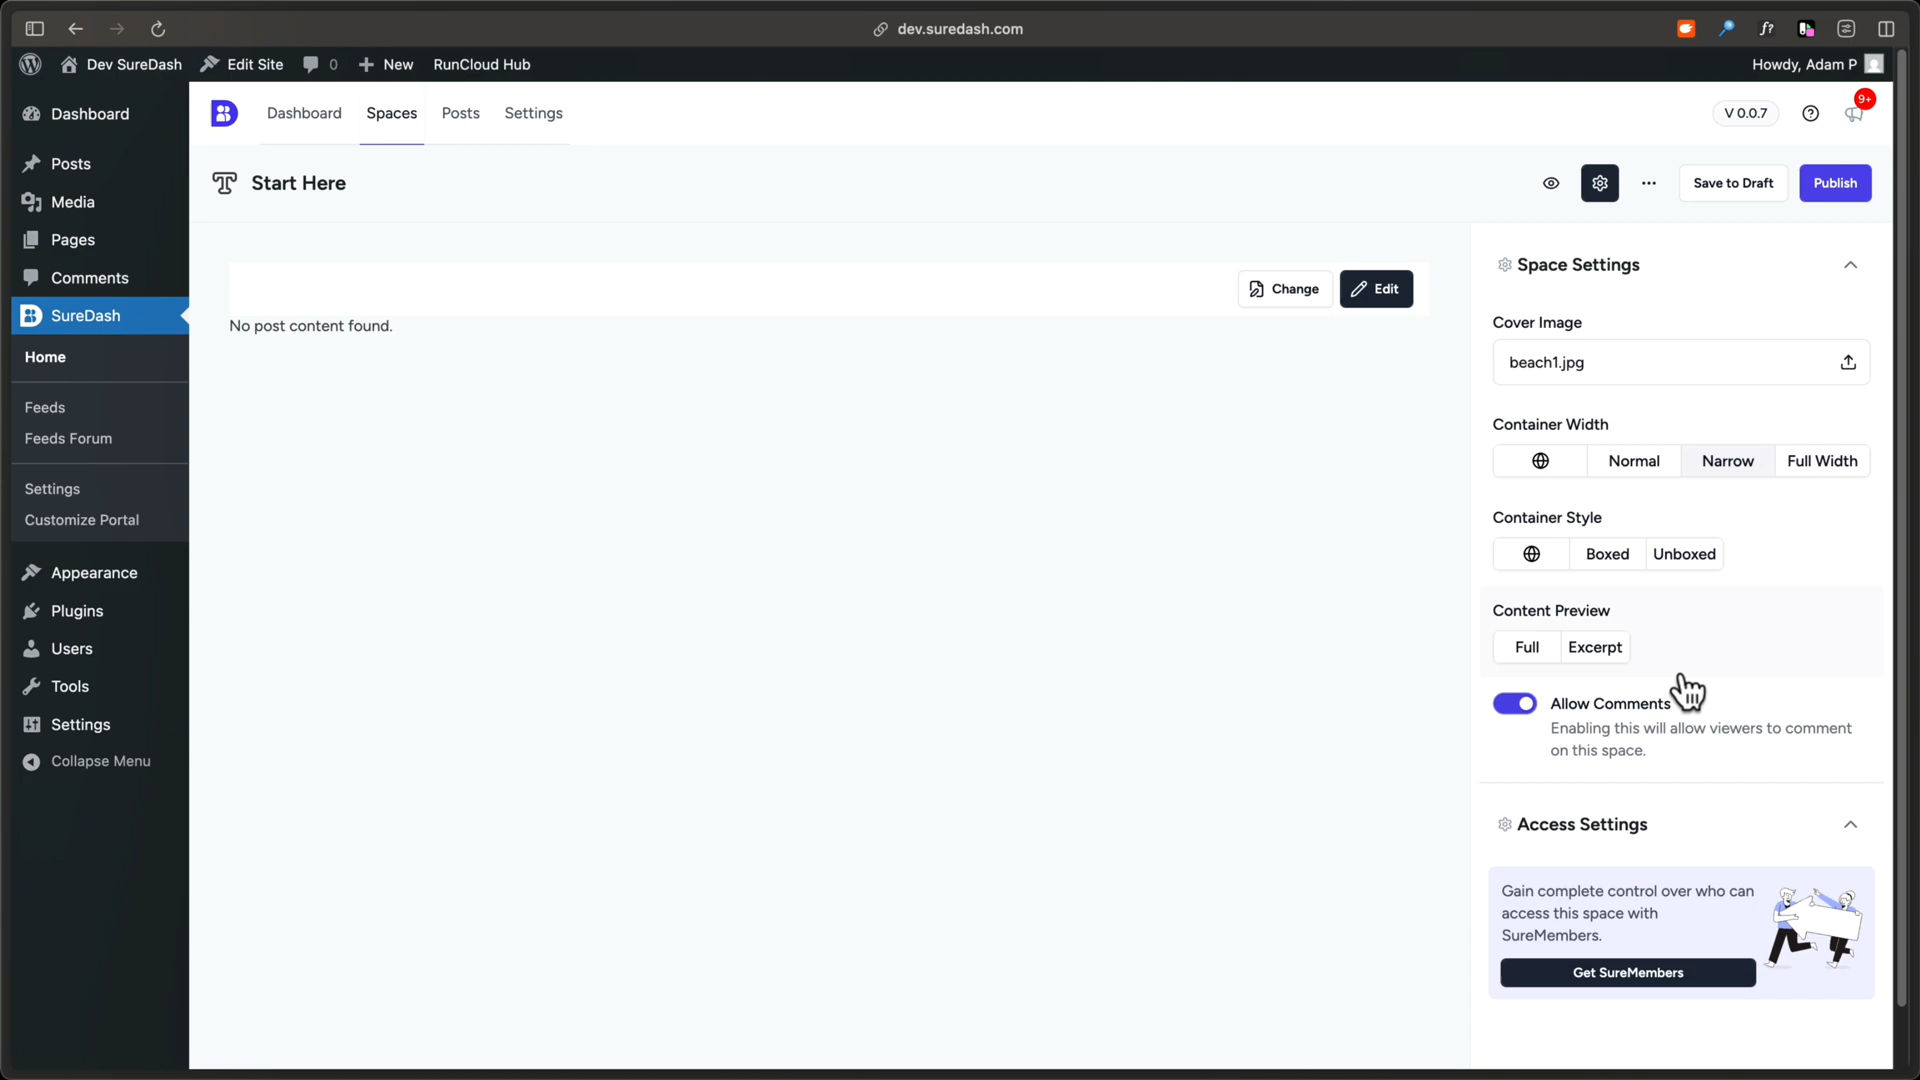 dev.suredash.com
Dev SureDash
Edit Site
0
New
RunCloud Hub
Howdy, Adam P
Dashboard
Posts
Media
Pages
Comments
SureDash
Home
Feeds
Feeds Forum
Settings
Customize Portal
Appearance
Plugins
Users
Tools
Settings
Collapse Menu
Dashboard
Spaces
Posts
Settings
V 0.0.7
9+
Start Here
Save to Draft
Publish
Change
Edit
No post content found.
Space Settings
Cover Image
beach1.jpg
Container Width
Normal
Narrow
Full Width
Container Style
Boxed
Unboxed
Content Preview
Full
Excerpt
Allow Comments
Enabling this will allow viewers to comment
on this space.
Access Settings
Gain complete control over who can
access this space with
SureMembers.
Get SureMembers